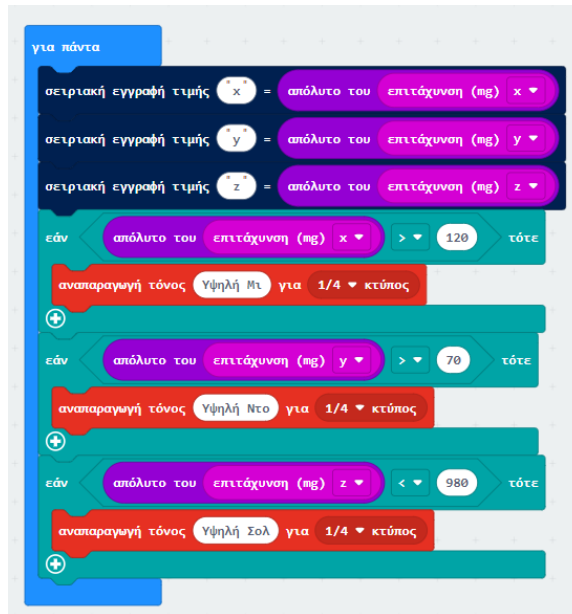 για πάντα
σειριακή εγγραφή τιμής "x" = απόλυτο του επιτάχυνση (mg) x
σειριακή εγγραφή τιμής "y" = απόλυτο του επιτάχυνση (mg) y
σειριακή εγγραφή τιμής "z" = απόλυτο του επιτάχυνση (mg) z
εάν απόλυτο του επιτάχυνση (mg) x > 120 τότε
αναπαραγωγή τόνος Υψηλή Μι για 1/4 κτύπος
εάν απόλυτο του επιτάχυνση (mg) y > 70 τότε
αναπαραγωγή τόνος Υψηλή Ντο για 1/4 κτύπος
εάν απόλυτο του επιτάχυνση (mg) z < 980 τότε
αναπαραγωγή τόνος Υψηλή Σολ για 1/4 κτύπος